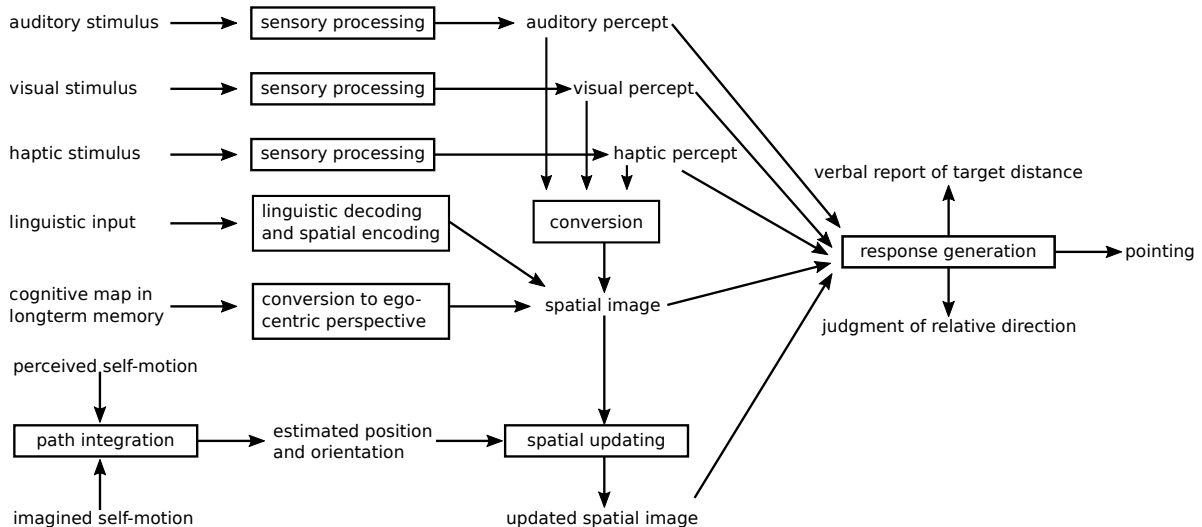 auditory stimulus
sensory processing
auditory percept
visual stimulus
sensory processing
visual percept
haptic stimulus
sensory processing
haptic percept
verbal report of target distance
linguistic input
linguistic decoding
and spatial encoding
conversion
response generation
pointing
cognitive map in
longterm memory
conversion to ego-
centric perspective
spatial image
judgment of relative direction
perceived self-motion
path integration
estimated position
and orientation
spatial updating
imagined self-motion
updated spatial image